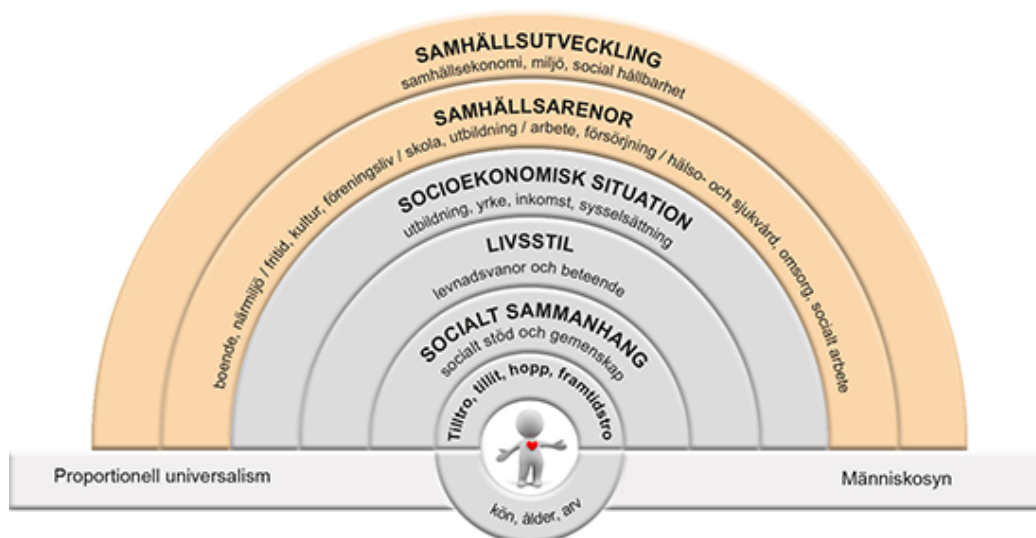 SAMHÄLLSUTVECKLING
samhällsekonomi, miljö, social hållbarhet
SAMHÄLLSARENOR
boende, närmiljö / fritid, kultur, föreningsliv / skola, utbildning / arbete, försörjning / hälso- och sjukvård, omsorg, socialt arbete
SOCIOEKONOMISK SITUATION
utbildning, yrke, inkomst, sysselsättning
LIVSSTIL
levnadsvanor och beteende
SOCIALT SAMMANHANG
socialt stöd och gemenskap
Tilltro, tillit, hopp, framtidstro
Proportionell universalism
Människosyn
kön, ålder, arv